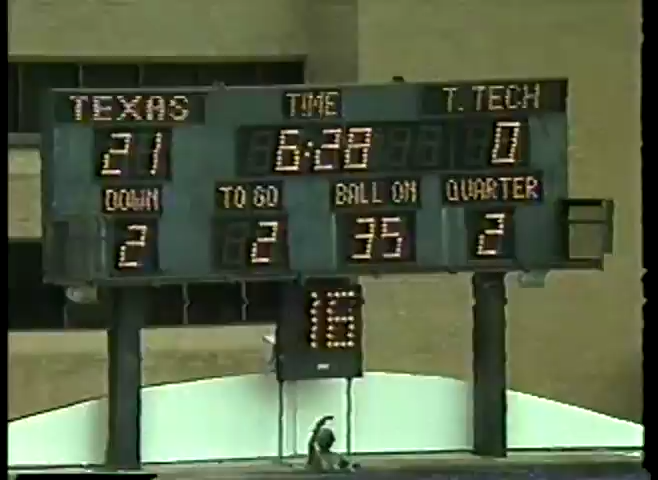 TEXAS TIME T. TECH
21 6:28 0
DOWN TO GO BALL ON QUARTER
2 2 35 2
16